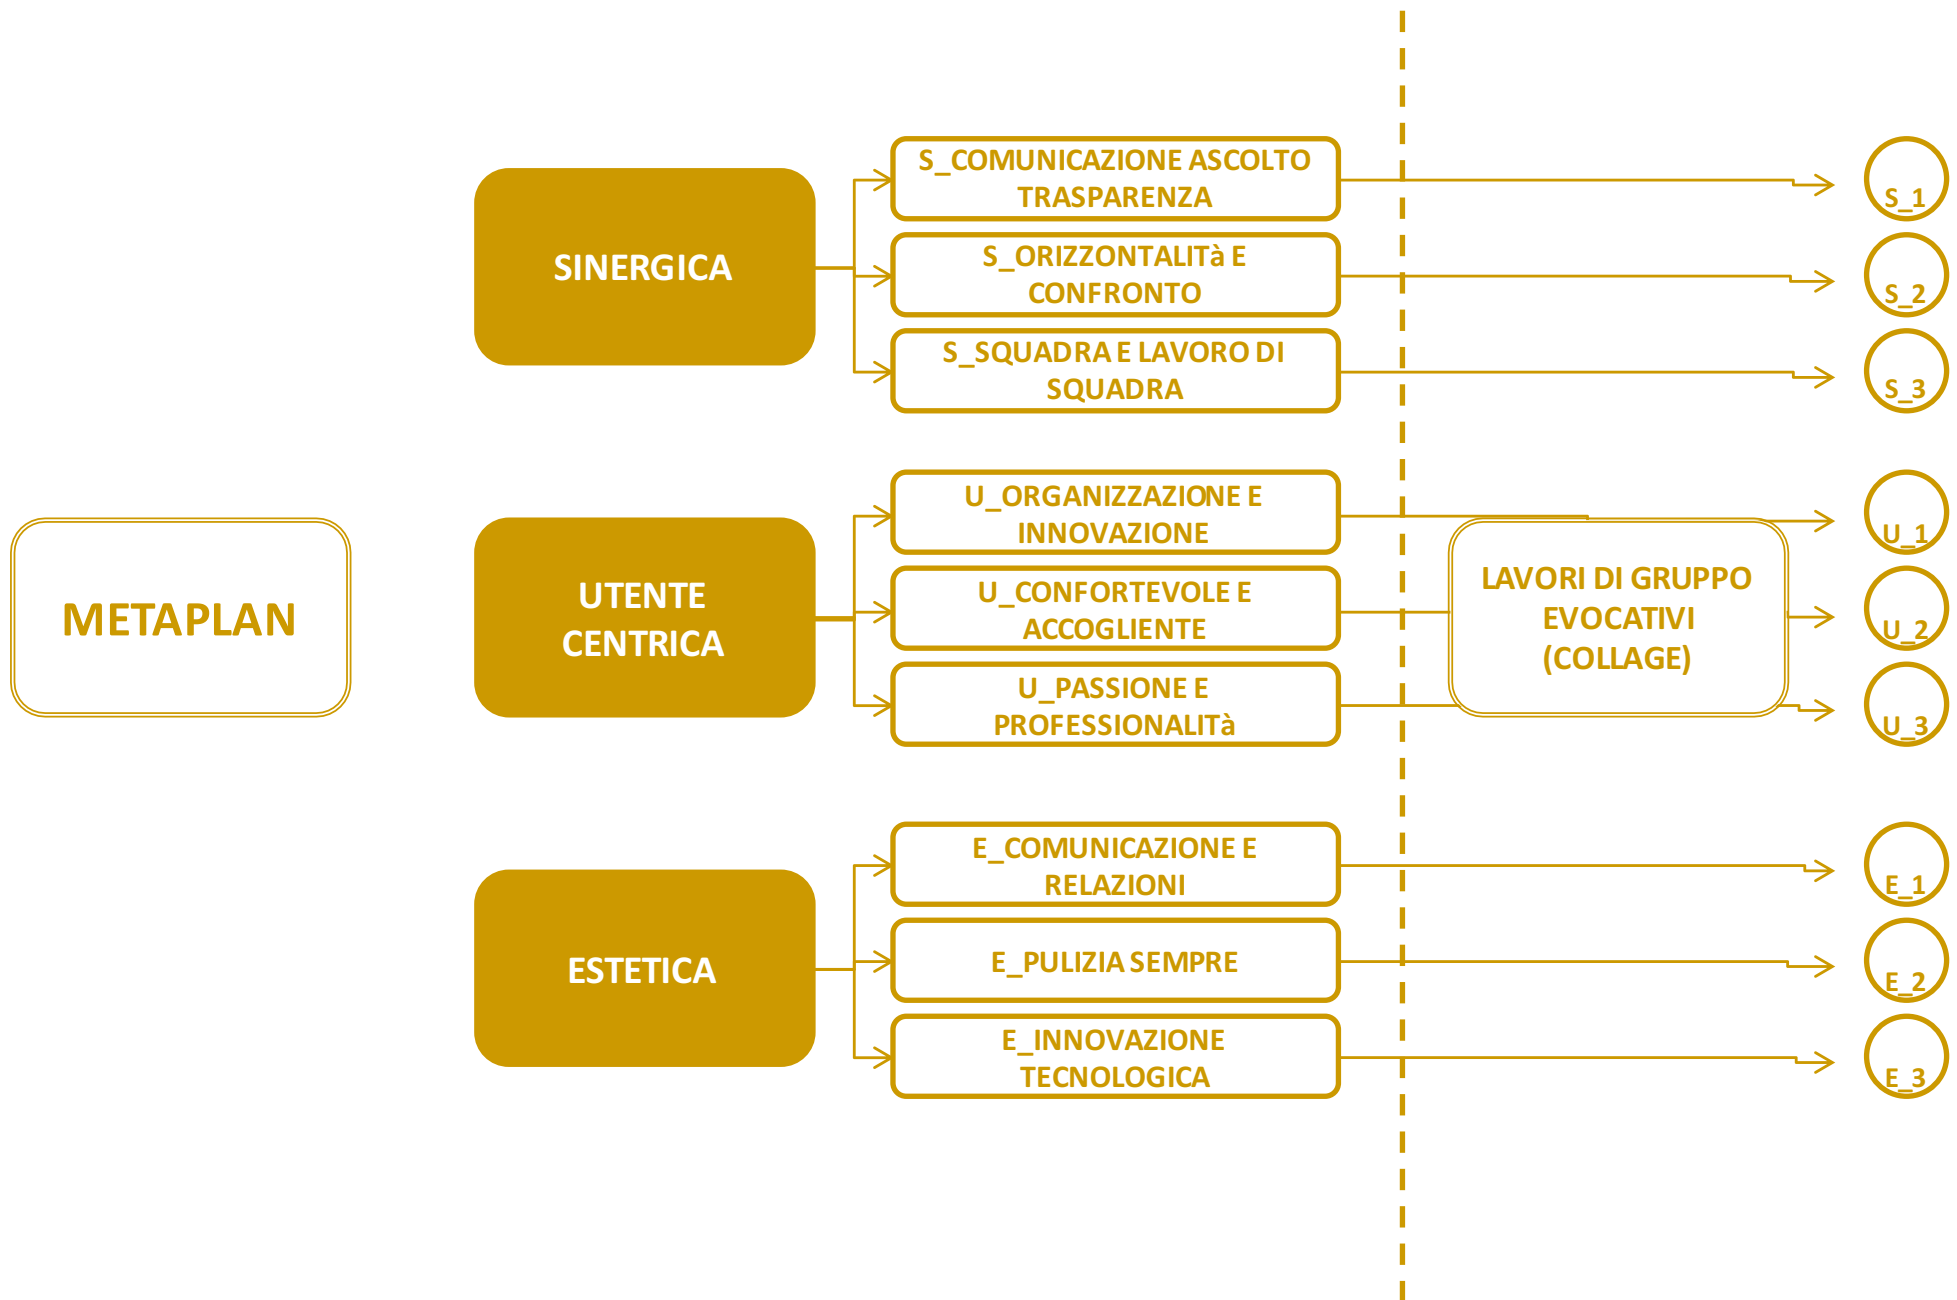 METAPLAN
SINERGICA
S_COMUNICAZIONE ASCOLTO
TRASPARENZA
S_ORIZZONTALITà E
CONFRONTO
S_SQUADRA E LAVORO DI
SQUADRA
S_1
S_2
S_3
UTENTE
CENTRICA
U_ORGANIZZAZIONE E
INNOVAZIONE
U_CONFORTEVOLE E
ACCOGLIENTE
U_PASSIONE E
PROFESSIONALITà
LAVORI DI GRUPPO
EVOCATIVI
(COLLAGE)
U_1
U_2
U_3
ESTETICA
E_COMUNICAZIONE E
RELAZIONI
E_PULIZIA SEMPRE
E_INNOVAZIONE
TECNOLOGICA
E_1
E_2
E_3